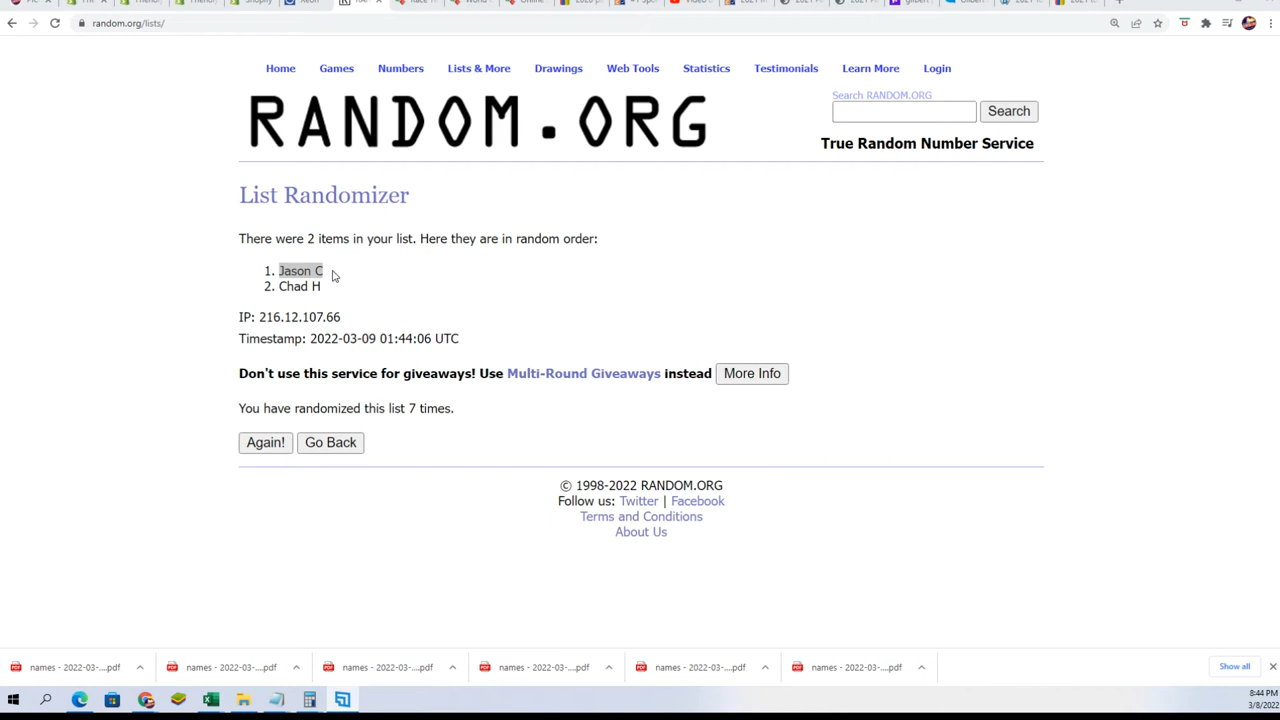 Shopify
random.org/lists/
Home Games Numbers Lists & More Drawings Web Tools Statistics Testimonials Learn More Login
Search RANDOM.ORG
Search
RANDOM.ORG
True Random Number Service
List Randomizer
There were 2 items in your list. Here they are in random order:
1. Jason C
2. Chad H
IP: 216.12.107.66
Timestamp: 2022-03-09 01:44:06 UTC
Don't use this service for giveaways! Use Multi-Round Giveaways instead More Info
You have randomized this list 7 times.
Again! Go Back
© 1998-2022 RANDOM.ORG
Follow us: Twitter | Facebook
Terms and Conditions
About Us
names - 2022-03-....pdf names - 2022-03-....pdf names - 2022-03-....pdf names - 2022-03-....pdf names - 2022-03-....pdf names - 2022-03-....pdf Show all
8:44 PM
3/8/2022